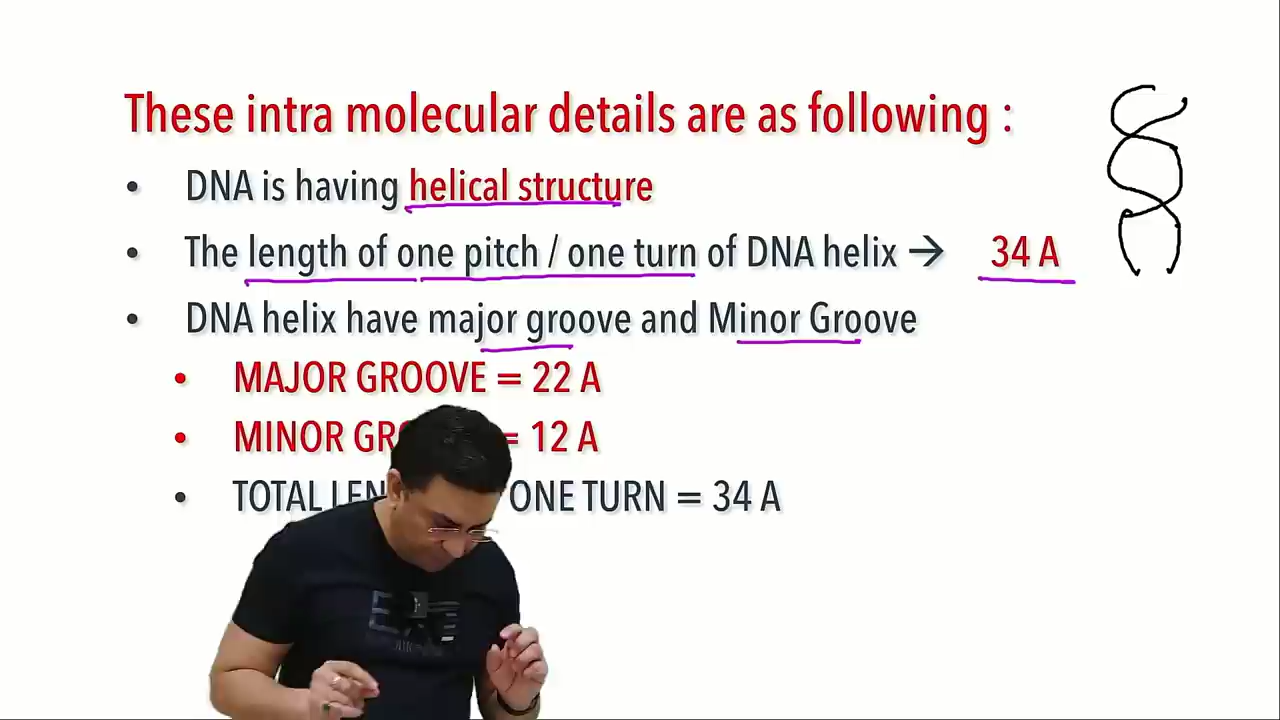 These intra molecular details are as following :
• DNA is having helical structure
• The length of one pitch / one turn of DNA helix → 34 A
• DNA helix have major groove and Minor Groove
• MAJOR GROOVE = 22 A
• MINOR = 12 A
• TOTAL ONE TURN = 34 A